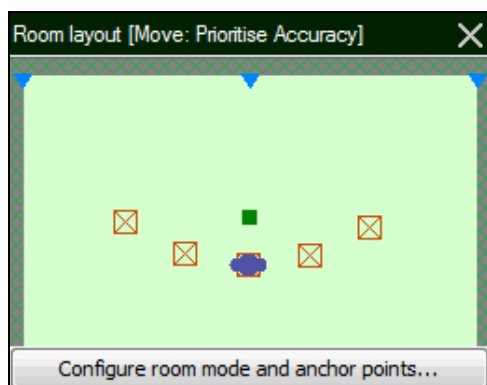 Room layout [Move: Prioritise Accuracy]
Configure room mode and anchor points...